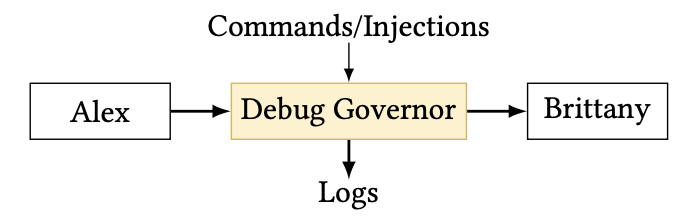 Commands/Injections
Alex
Debug Governor
Brittany
Logs